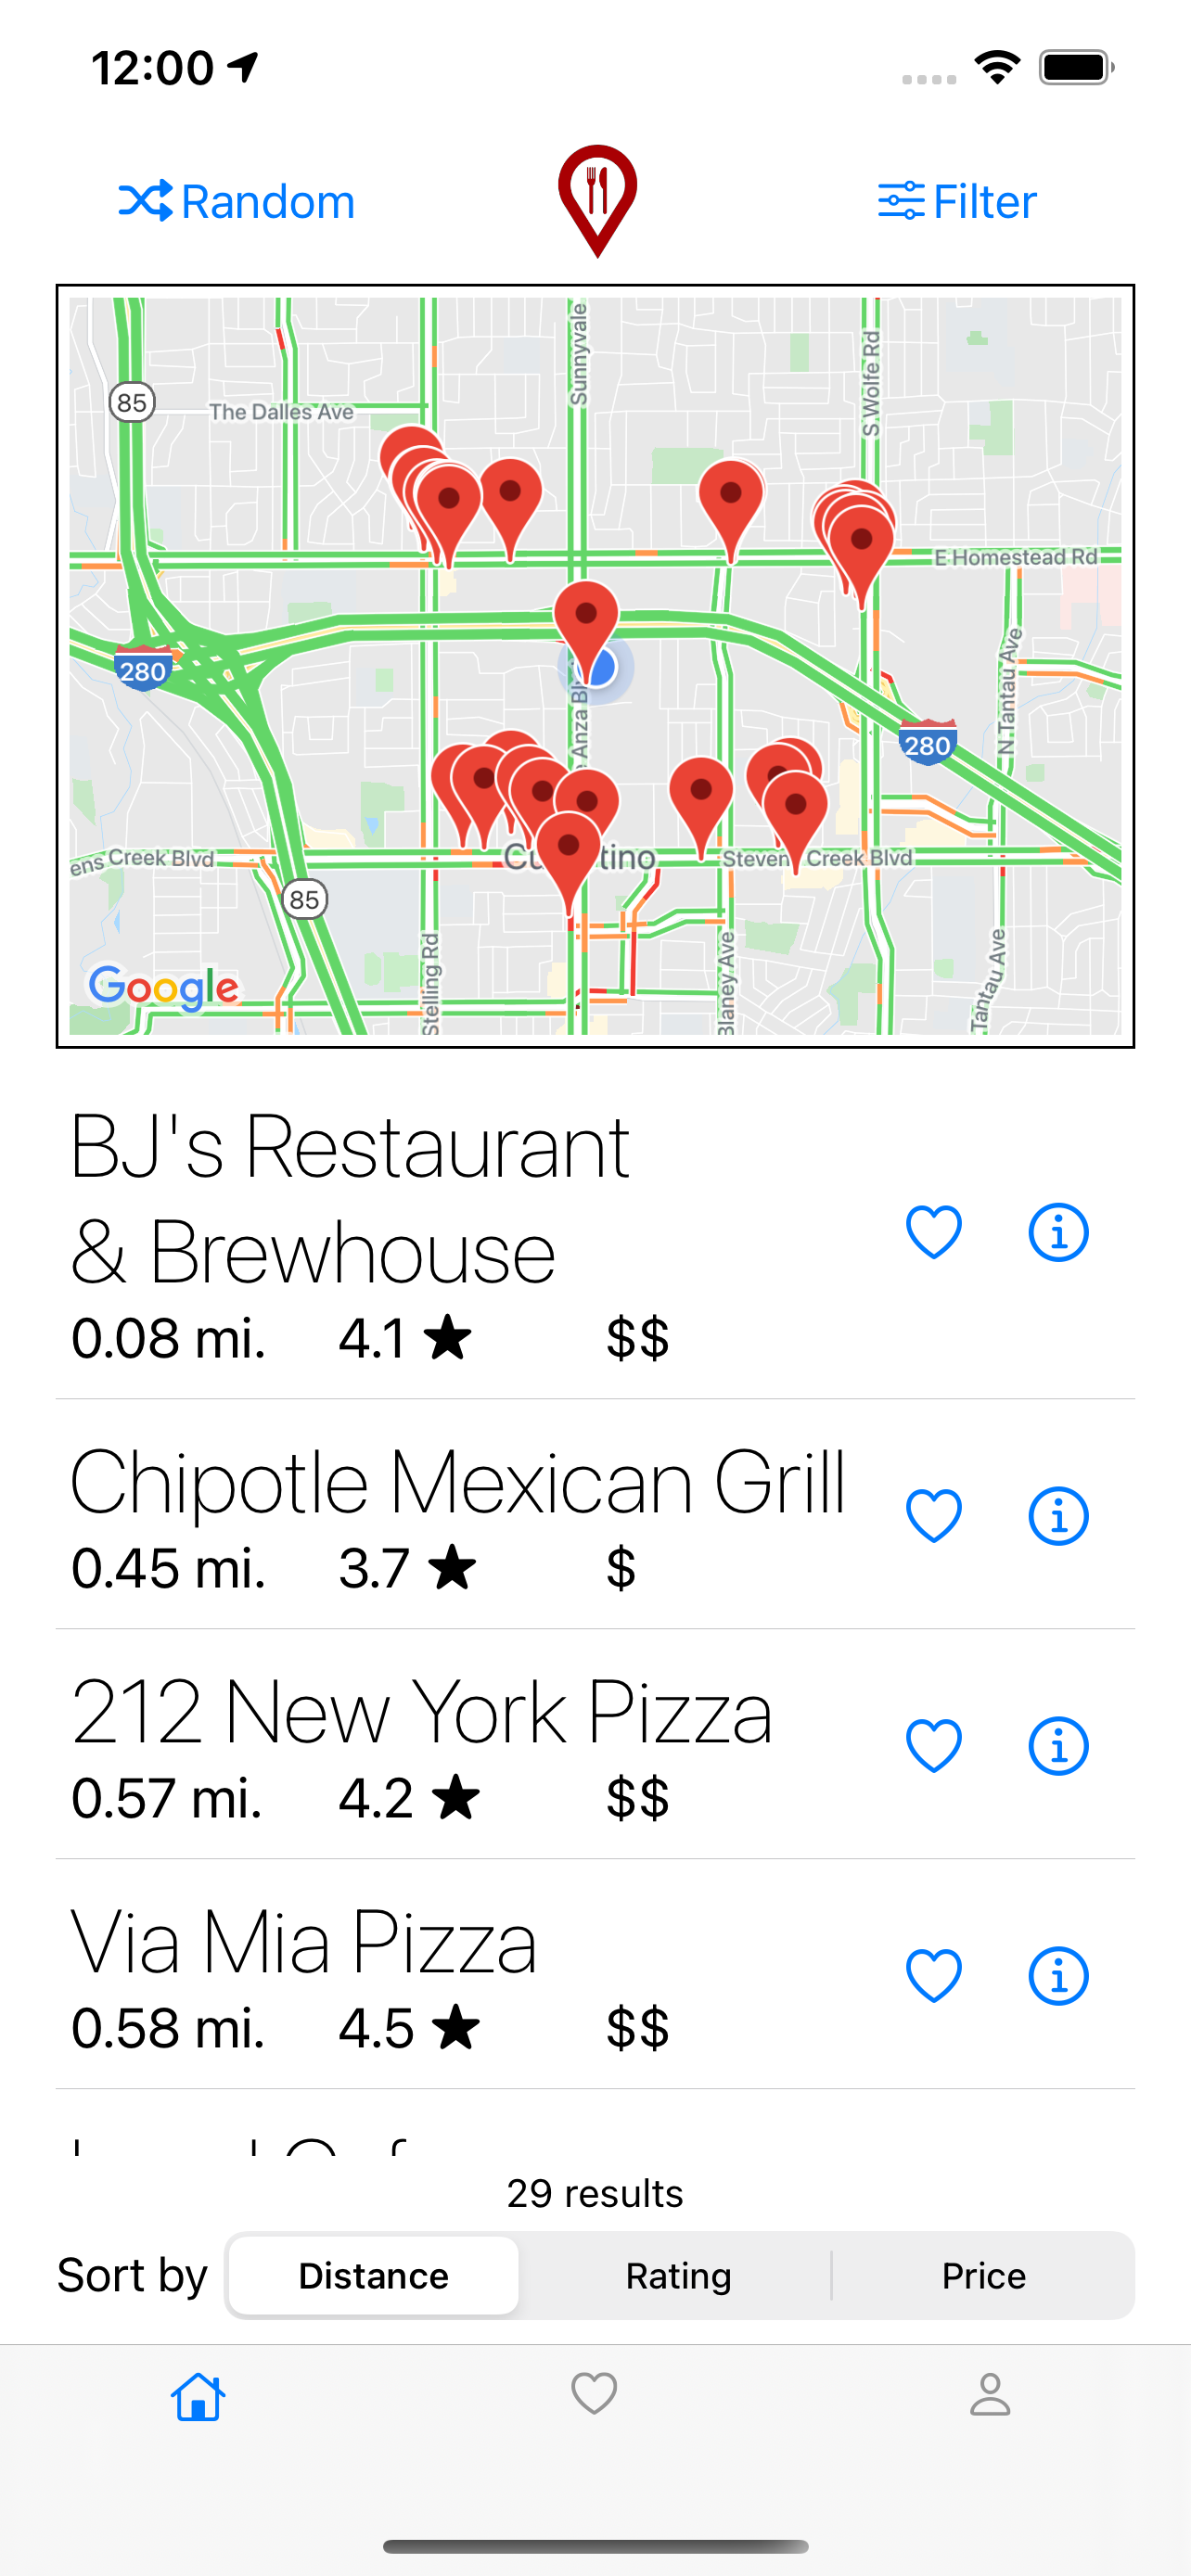 12:00
Random
Filter
Sunnyvale
S Wolfe Rd
85
The Dalles Ave
E Homestead Rd
280
N Tantau Ave
Anza Bl
280
ens Creek Blvd
Cu tino
Steven Creek Blvd
85
Stelling Rd
Blaney Ave
Tantau Ave
Google
BJ's Restaurant
& Brewhouse
0.08 mi. 4.1 ★ $$
Chipotle Mexican Grill
0.45 mi. 3.7 ★ $
212 New York Pizza
0.57 mi. 4.2 ★ $$
Via Mia Pizza
0.58 mi. 4.5 ★ $$
29 results
Sort by Distance Rating Price